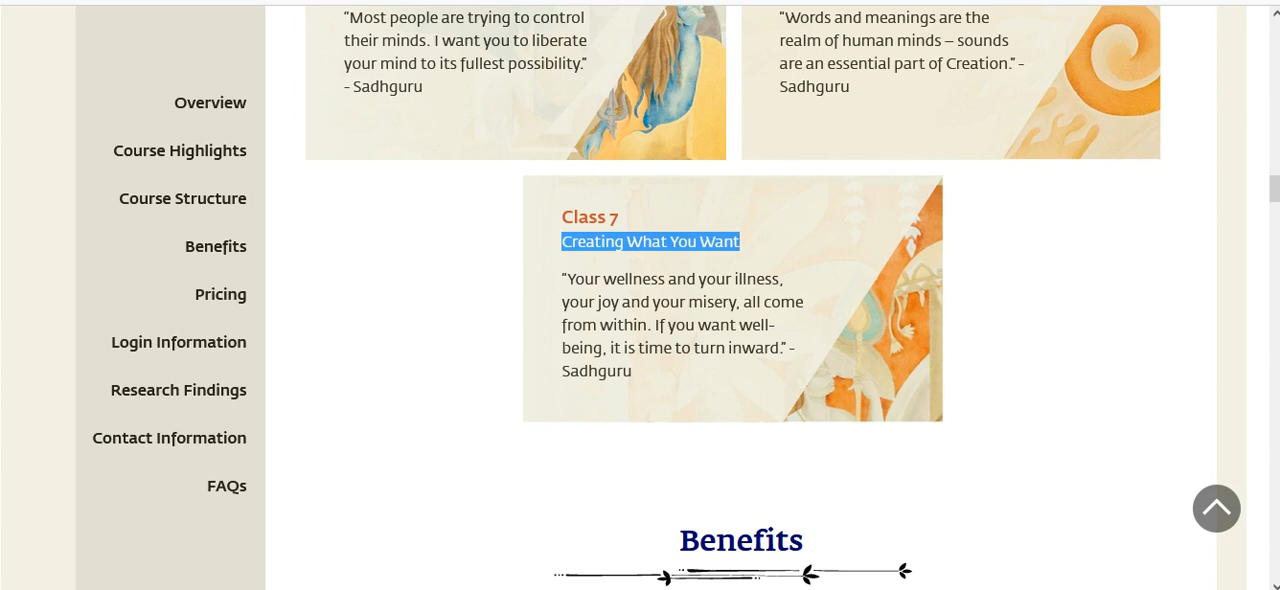 Overview
Course Highlights
Course Structure
Benefits
Pricing
Login Information
Research Findings
Contact Information
FAQs
“Most people are trying to control
their minds. I want you to liberate
your mind to its fullest possibility.”
- Sadhguru
“Words and meanings are the
realm of human minds – sounds
are an essential part of Creation.” -
Sadhguru
Class 7
Creating What You Want
“Your wellness and your illness,
your joy and your misery, all come
from within. If you want well-
being, it is time to turn inward.” -
Sadhguru
Benefits